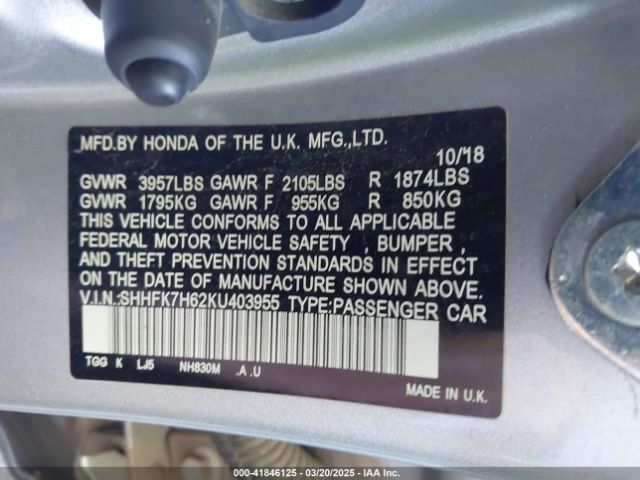 MFD.BY HONDA OF THE U.K. MFG.,LTD.
10/18
GVWR 3957LBS GAWR F 2105LBS R 1874LBS
GVWR 1795KG GAWR F 955KG R 850KG
THIS VEHICLE CONFORMS TO ALL APPLICABLE
FEDERAL MOTOR VEHICLE SAFETY , BUMPER ,
AND THEFT PREVENTION STANDARDS IN EFFECT
ON THE DATE OF MANUFACTURE SHOWN ABOVE.
V.I.N.:SHHFK7H62KU403955 TYPE:PASSENGER CAR
TGG K LJ5 NH830M .A .U
MADE IN U.K.
000-41846125 - 03/20/2025 - IAA Inc.